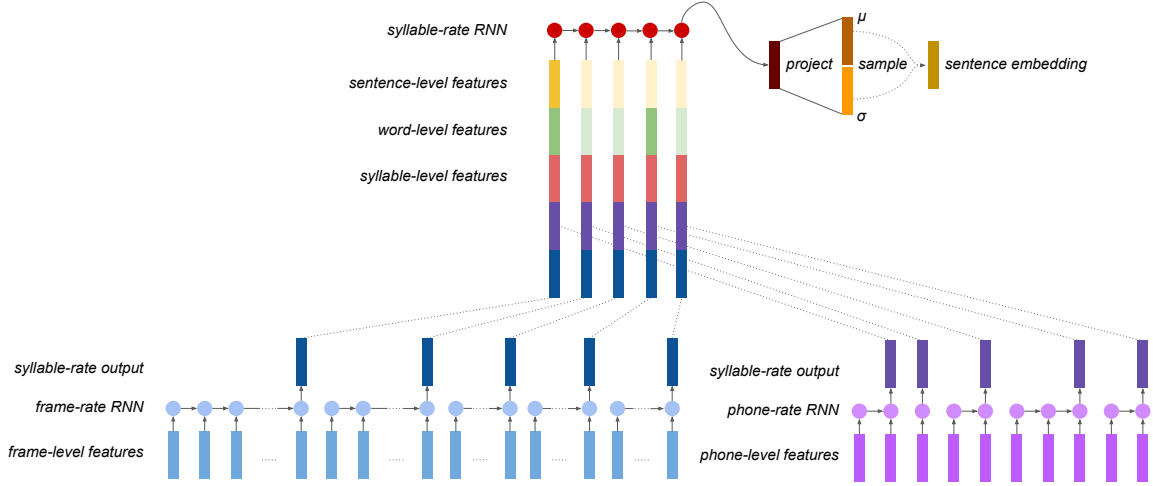 syllable-rate RNN
μ
project
sample
sentence embedding
σ
sentence-level features
word-level features
syllable-level features
syllable-rate output
frame-rate RNN
frame-level features
.....
.....
.....
.....
.....
syllable-rate output
phone-rate RNN
phone-level features